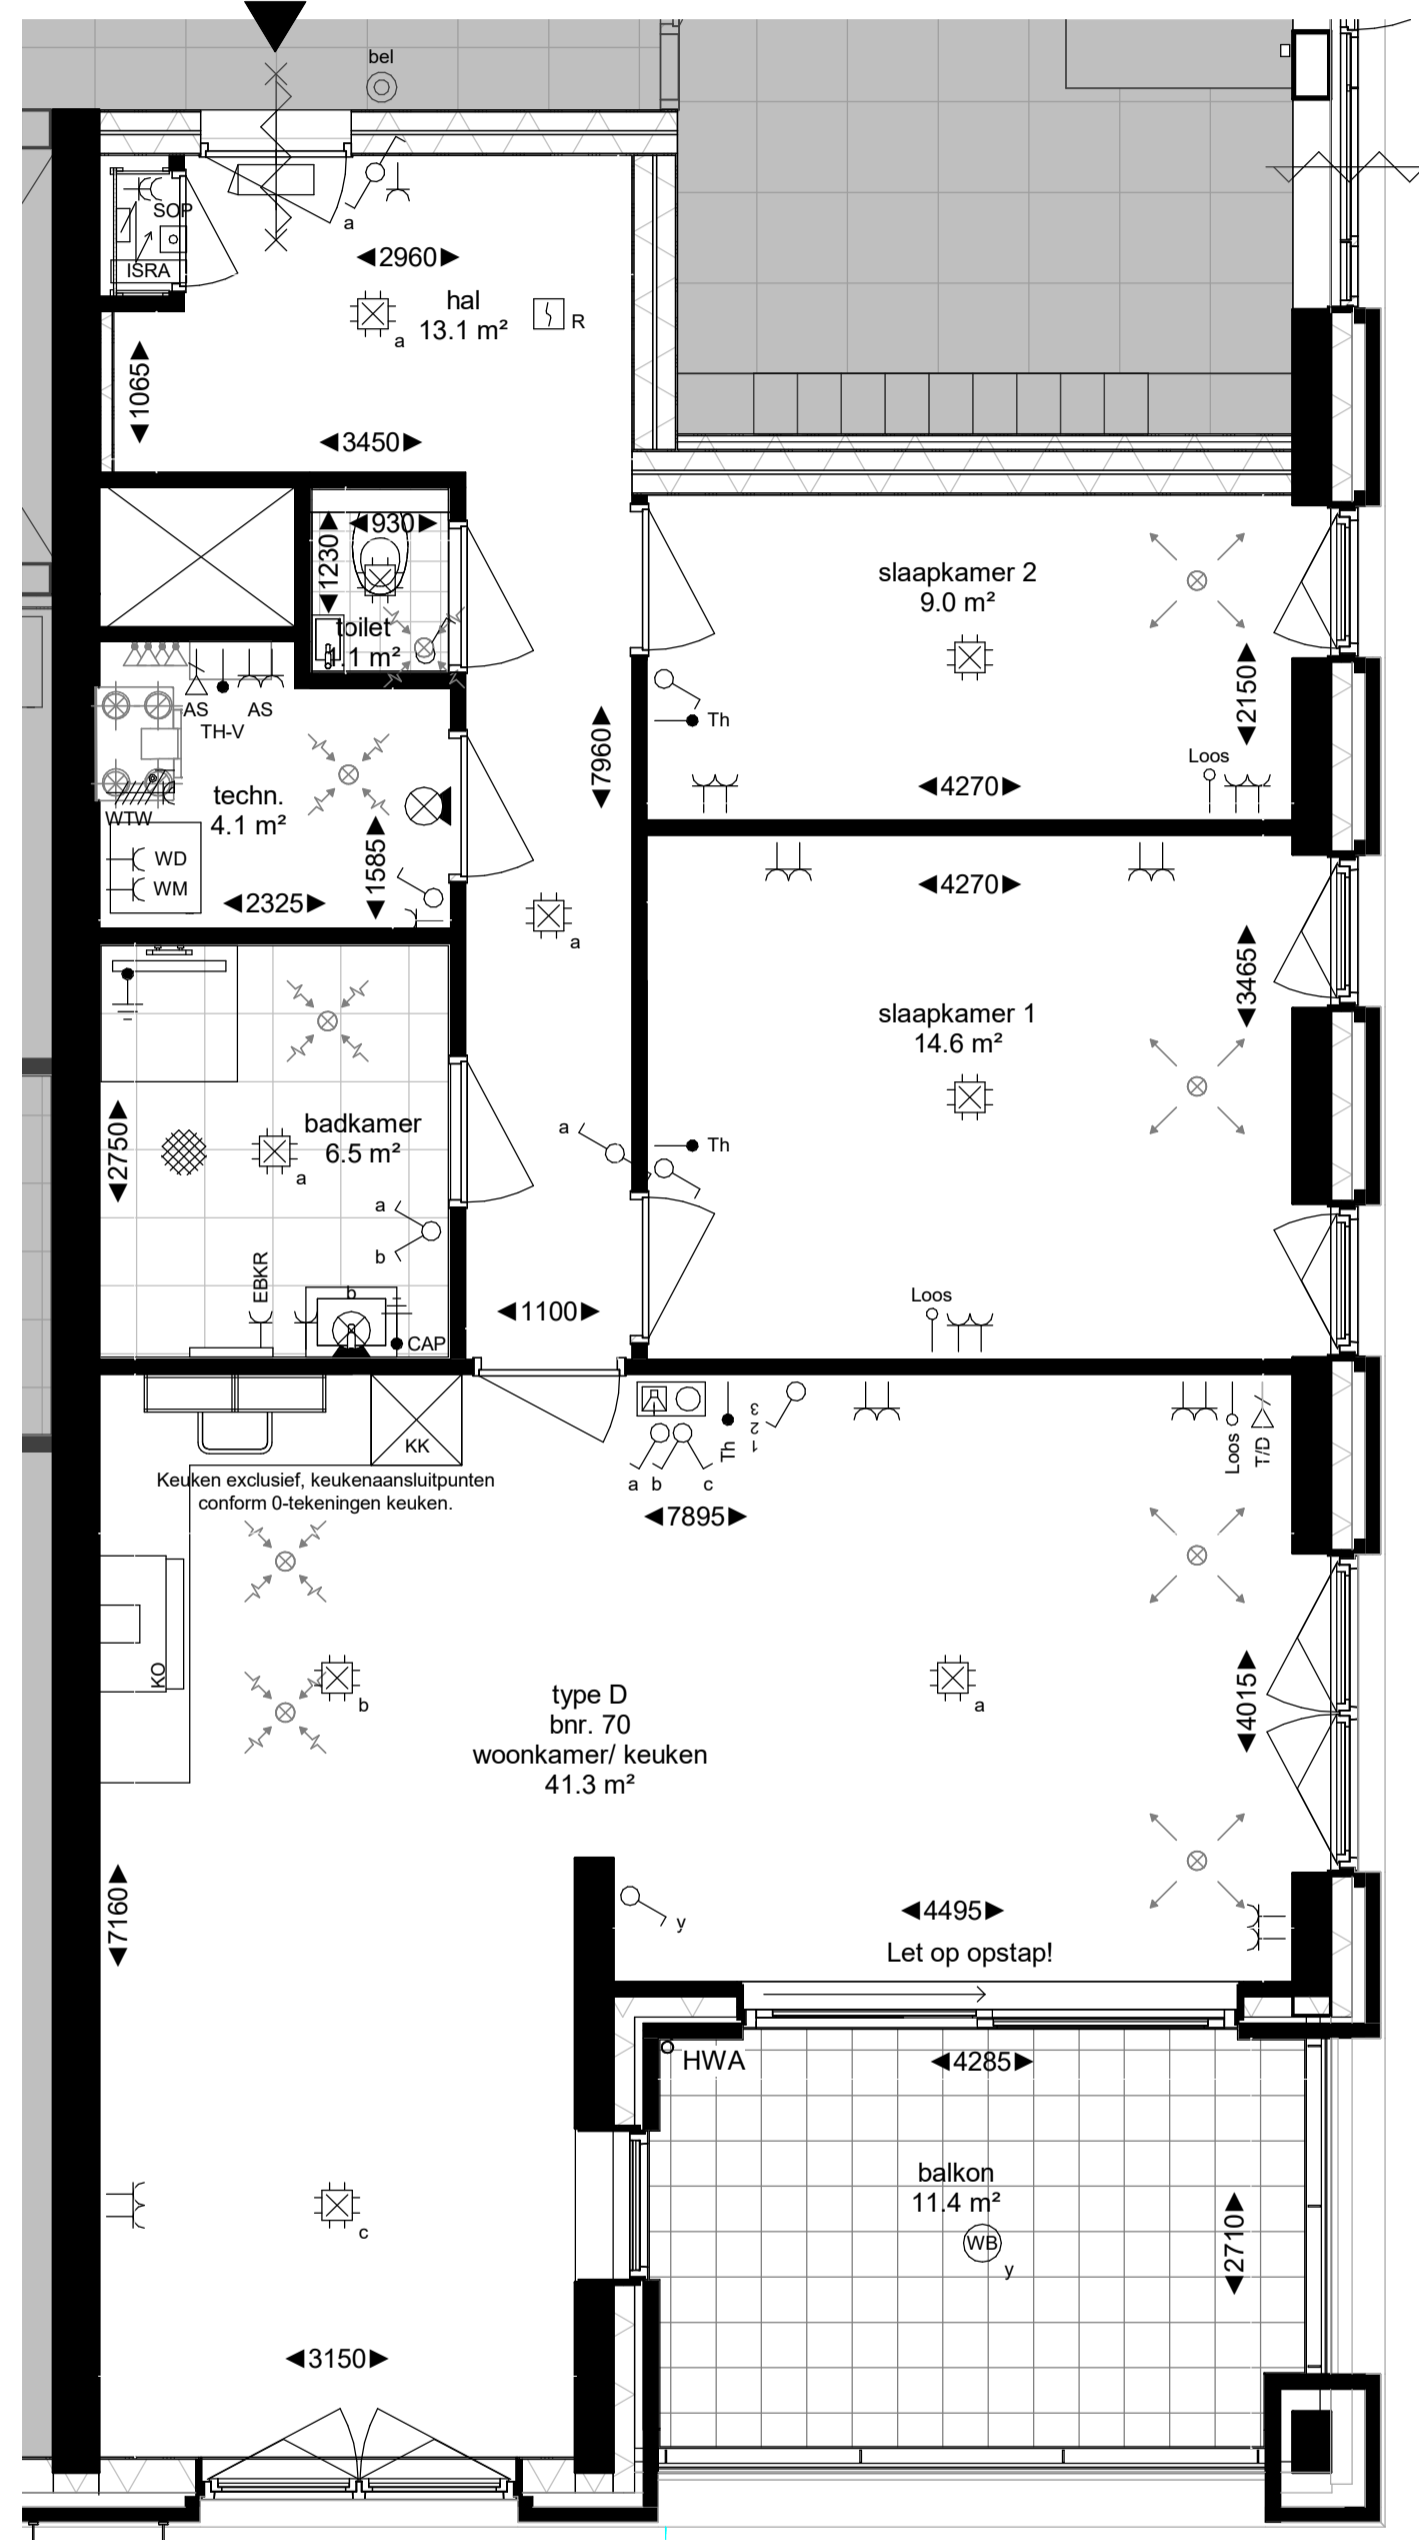 bel
a
SOP
ISRA
2960
hal
13.1 m²
a
R
1065
3450
930
1230
toilet
1.1 m²
slaapkamer 2
9.0 m²
2150
Th
Loos
4270
AS
AS
TH-V
7960
techn.
4.1 m²
WTW
WD
WM
1585
2325
a
4270
3465
slaapkamer 1
14.6 m²
Th
a
badkamer
6.5 m²
a
2750
a
b
EBKR
b
CAP
1100
Loos
KK
Keuken exclusief, keukenaansluitpunten
conform 0-tekeningen keuken.
a b c
Th
1 2 3
Loos
T/D
7895
KO
b
a
type D
bnr. 70
woonkamer/ keuken
41.3 m²
4015
7160
y
4495
Let op opstap!
HWA
4285
balkon
11.4 m²
WB
y
2710
c
3150